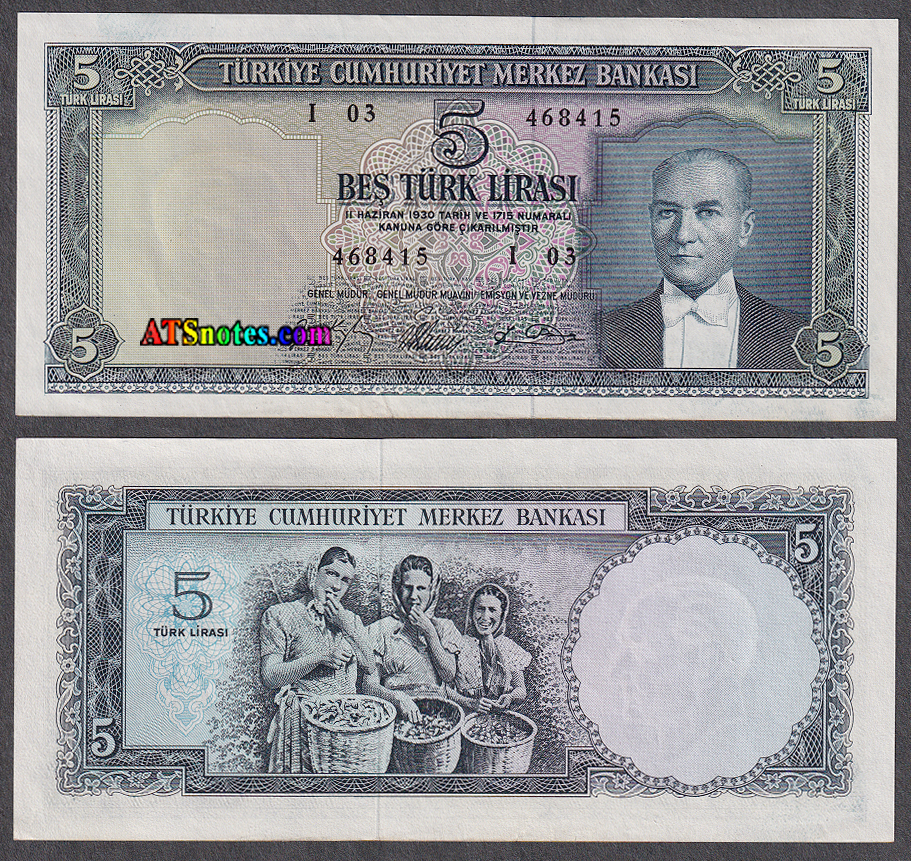 5 TÜRKİYE CUMHURİYET MERKEZ BANKASI 5
TÜRK LİRASI TÜRK LİRASI
I 03 5 468415
BEŞ TÜRK LİRASI
11 HAZİRAN 1930 TARİH VE 1715 NUMARALI
KANUNA GÖRE ÇIKARILMIŞTIR
468415 I 03
GENEL MÜDÜR GENEL MÜDÜR MUAVİNİ EMİSYON VE VEZNE MÜDÜRÜ
ATSnotes.com
5 5
TÜRKİYE CUMHURİYET MERKEZ BANKASI
5
5
TÜRK LİRASI
5